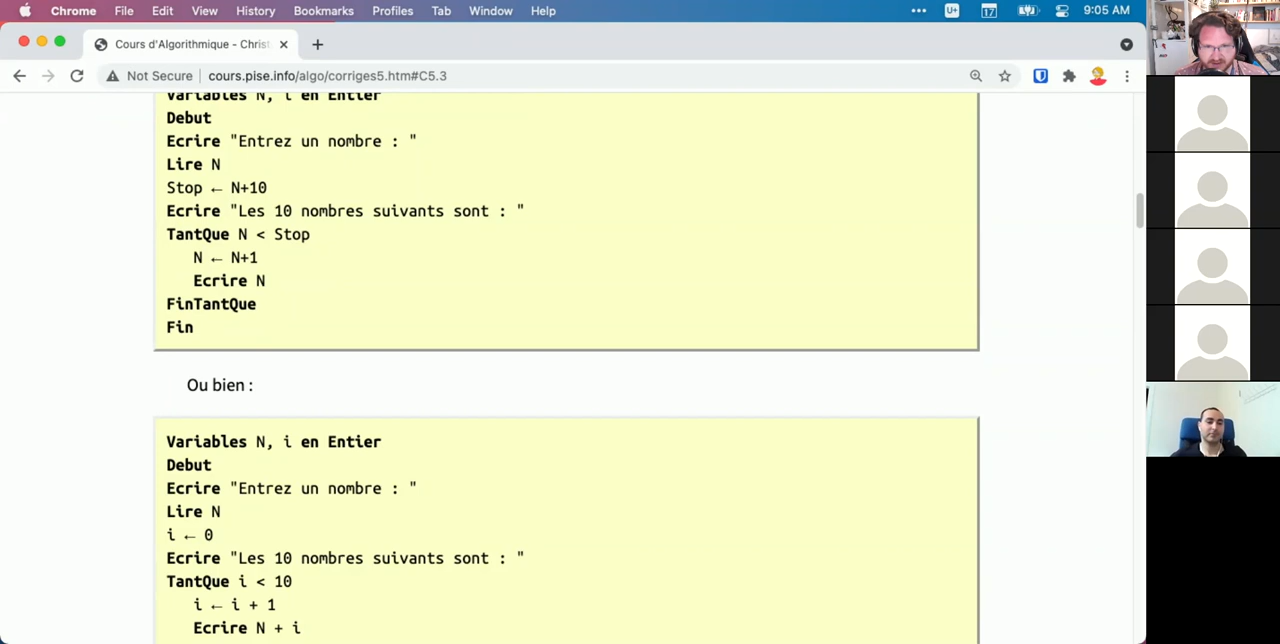 Chrome File Edit View History Bookmarks Profiles Tab Window Help ••• U+ 17 9:05 AM
Cours d'Algorithmique - Christ
Not Secure cours.pise.info/algo/corriges5.htm#C5.3
Variables N, i en Entier
Debut
Ecrire "Entrez un nombre : "
Lire N
Stop ← N+10
Ecrire "Les 10 nombres suivants sont : "
TantQue N < Stop
N ← N+1
Ecrire N
FinTantQue
Fin
Ou bien :
Variables N, i en Entier
Debut
Ecrire "Entrez un nombre : "
Lire N
i ← 0
Ecrire "Les 10 nombres suivants sont : "
TantQue i < 10
i ← i + 1
Ecrire N + i